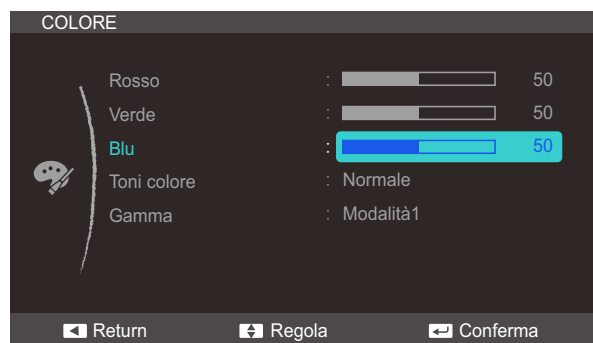 COLORE
Rosso : 50
Verde : 50
Blu : 50
Toni colore : Normale
Gamma : Modalità1
Return Regola Conferma